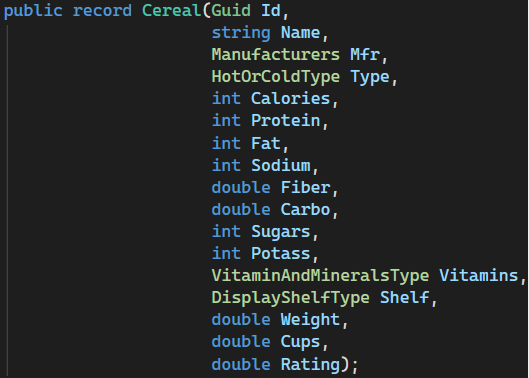 public record Cereal(Guid Id,
string Name,
Manufacturers Mfr,
HotOrColdType Type,
int Calories,
int Protein,
int Fat,
int Sodium,
double Fiber,
double Carbo,
int Sugars,
int Potass,
VitaminAndMineralsType Vitamins,
DisplayShelfType Shelf,
double Weight,
double Cups,
double Rating);